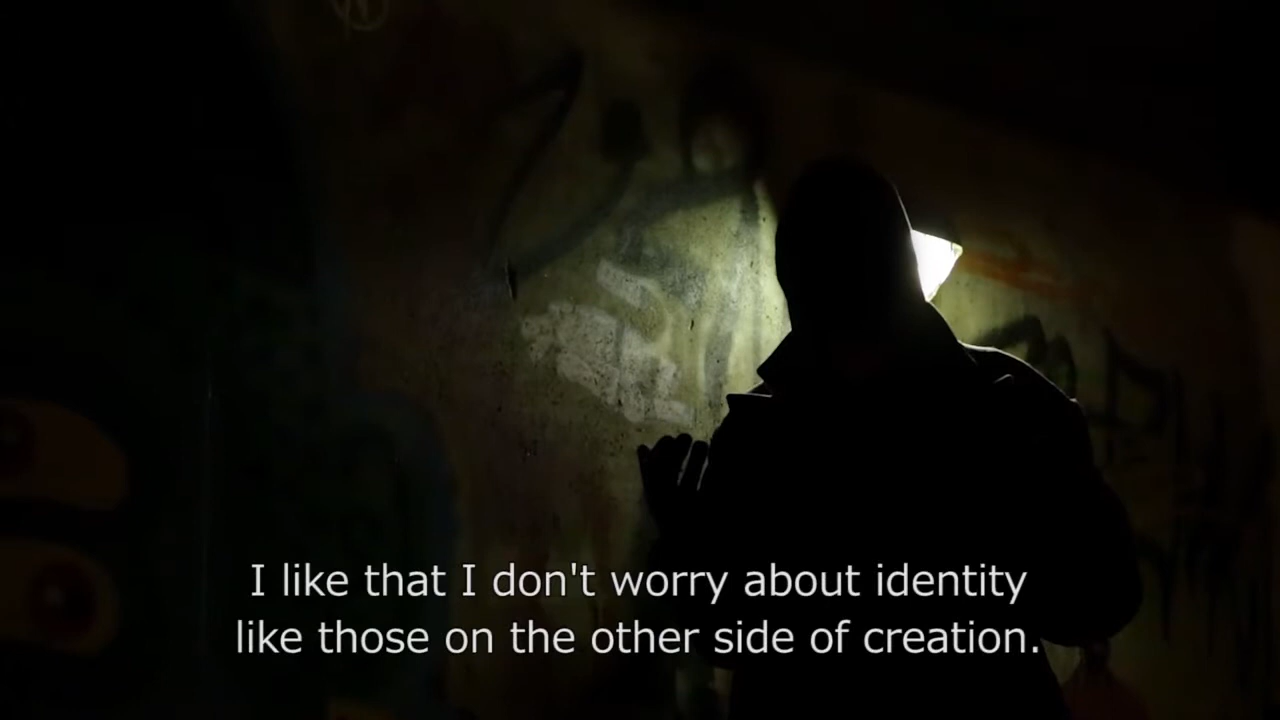 I like that I don't worry about identity
like those on the other side of creation.